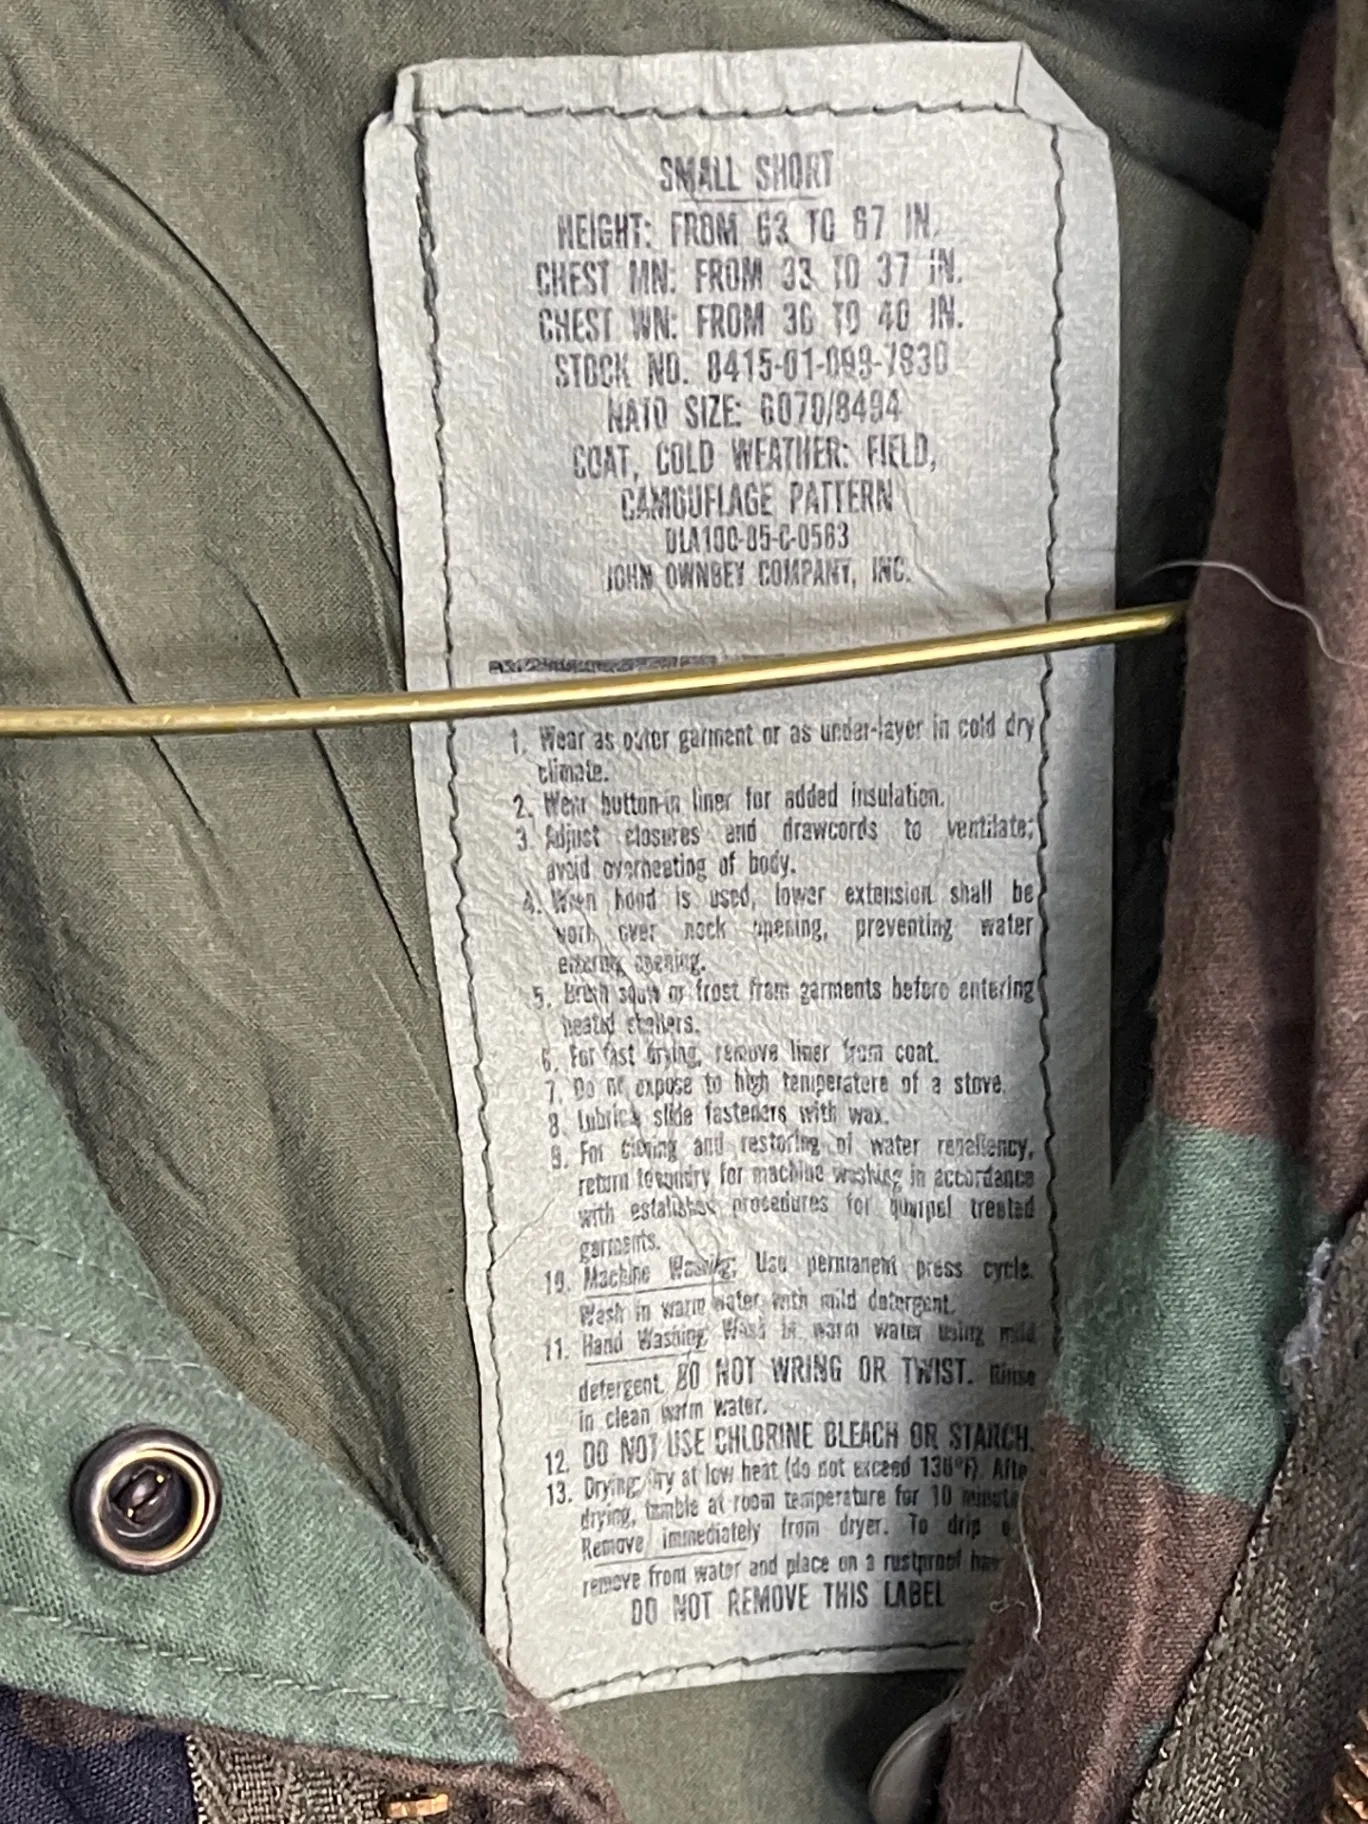 SMALL SHORT
HEIGHT: FROM 63 TO 67 IN.
CHEST MN: FROM 33 TO 37 IN.
CHEST WN: FROM 36 TO 40 IN.
STOCK NO. 8415-01-099-7830
NATO SIZE: 6070/8494
COAT, COLD WEATHER: FIELD,
CAMOUFLAGE PATTERN
DLA100-85-C-0563
JOHN OWNBEY COMPANY, INC.
1. Wear as outer garment or as under-layer in cold dry
climate.
2. Wear button-in liner for added insulation.
3. Adjust closures and drawcords to ventilate;
avoid overheating of body.
4. When hood is used, lower extension shall be
worn over neck opening, preventing water
entering opening.
5. Brush snow or frost from garments before entering
heated shelters.
6. For fast drying, remove liner from coat.
7. Do not expose to high temperature of a stove.
8. Lubricate slide fasteners with wax.
9. For cleaning and restoring of water repellency,
return to laundry for machine washing in accordance
with established procedures for quarpel treated
garments.
10. Machine Washing: Use permanent press cycle.
Wash in warm water with mild detergent.
11. Hand Washing: Wash in warm water using mild
detergent. DO NOT WRING OR TWIST. Rinse
in clean warm water.
12. DO NOT USE CHLORINE BLEACH OR STARCH.
13. Drying: Dry at low heat (do not exceed 130°F). Afte
drying, tumble at room temperature for 10 minute
Remove immediately from dryer. To drip
remove from water and place on a rustproof ha
DO NOT REMOVE THIS LABEL